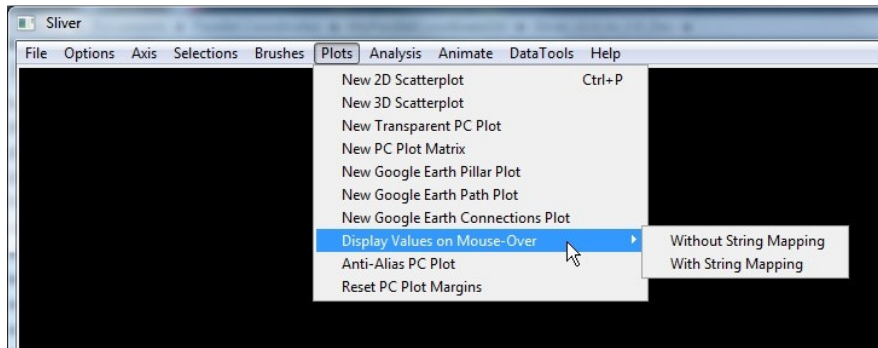 Sliver
File Options Axis Selections Brushes Plots Analysis Animate DataTools Help
New 2D Scatterplot Ctrl+P
New 3D Scatterplot
New Transparent PC Plot
New PC Plot Matrix
New Google Earth Pillar Plot
New Google Earth Path Plot
New Google Earth Connections Plot
Display Values on Mouse-Over
Without String Mapping
With String Mapping
Anti-Alias PC Plot
Reset PC Plot Margins